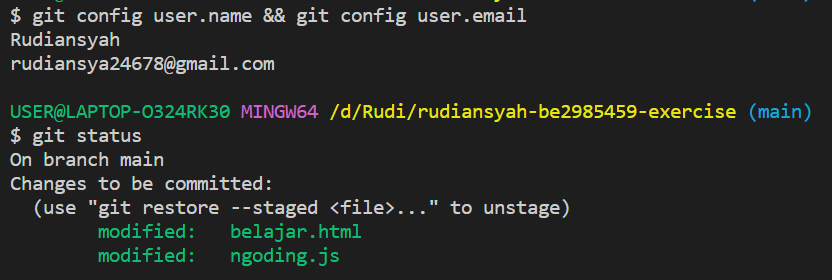 $ git config user.name && git config user.email
Rudiansyah
rudiansya24678@gmail.com
USER@LAPTOP-O324RK30 MINGW64 /d/Rudi/rudiansyah-be2985459-exercise (main)
$ git status
On branch main
Changes to be committed:
(use "git restore --staged <file>..." to unstage)
modified: belajar.html
modified: ngoding.js